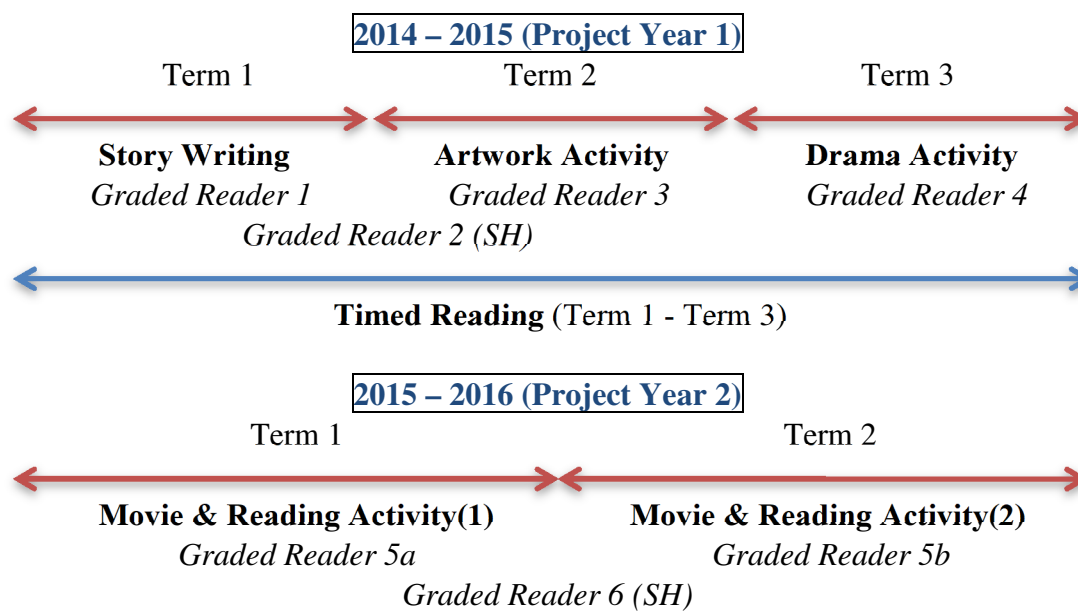 2014 – 2015 (Project Year 1)
Term 1 Term 2 Term 3
Story Writing Artwork Activity Drama Activity
Graded Reader 1 Graded Reader 3 Graded Reader 4
Graded Reader 2 (SH)
Timed Reading (Term 1 - Term 3)
2015 – 2016 (Project Year 2)
Term 1 Term 2
Movie & Reading Activity(1) Movie & Reading Activity(2)
Graded Reader 5a Graded Reader 5b
Graded Reader 6 (SH)